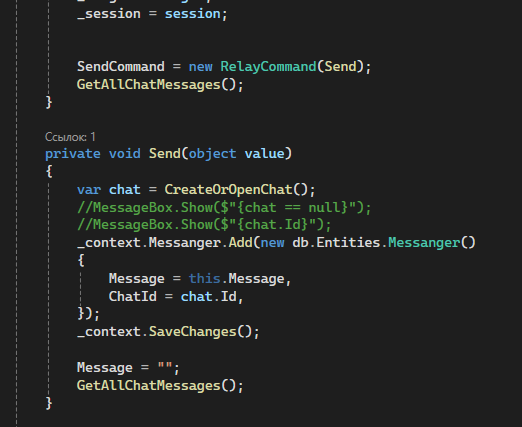 _session = session;
SendCommand = new RelayCommand(Send);
GetAllChatMessages();
}
Ссылок: 1
private void Send(object value)
{
var chat = CreateOrOpenChat();
//MessageBox.Show($"{chat == null}");
//MessageBox.Show($"{chat.Id}");
_context.Messanger.Add(new db.Entities.Messanger()
{
Message = this.Message,
ChatId = chat.Id,
});
_context.SaveChanges();
Message = "";
GetAllChatMessages();
}